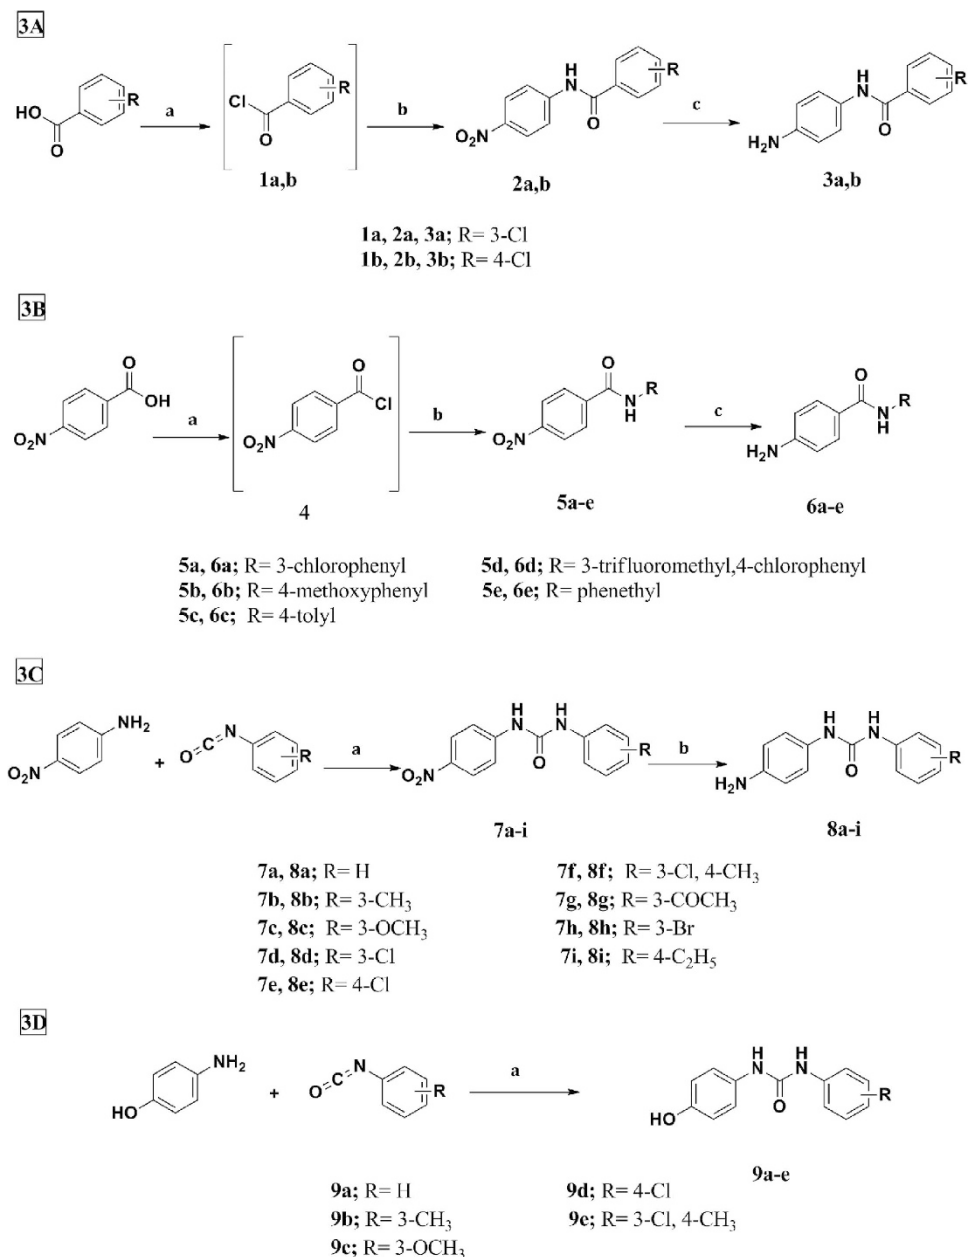 3A
HO O R a Cl O R b O₂N H N O R c H₂N H N O R
1a,b 2a,b 3a,b
1a, 2a, 3a; R= 3-Cl
1b, 2b, 3b; R= 4-Cl
3B
O OH O₂N a O Cl O₂N b O N H R O₂N c O N H R H₂N
4 5a-e 6a-e
5a, 6a; R= 3-chlorophenyl
5b, 6b; R= 4-methoxyphenyl
5c, 6c; R= 4-tolyl
5d, 6d; R= 3-trifluoromethyl,4-chlorophenyl
5e, 6e; R= phenethyl
3C
NH₂ O₂N + O=C=N R a H N H N O R O₂N b H N H N O R H₂N
7a-i 8a-i
7a, 8a; R= H
7b, 8b; R= 3-CH₃
7c, 8c; R= 3-OCH₃
7d, 8d; R= 3-Cl
7e, 8e; R= 4-Cl
7f, 8f; R= 3-Cl, 4-CH₃
7g, 8g; R= 3-COCH₃
7h, 8h; R= 3-Br
7i, 8i; R= 4-C₂H₅
3D
NH₂ HO + O=C=N R a H N H N O R HO
9a-e
9a; R= H
9b; R= 3-CH₃
9c; R= 3-OCH₃
9d; R= 4-Cl
9e; R= 3-Cl, 4-CH₃